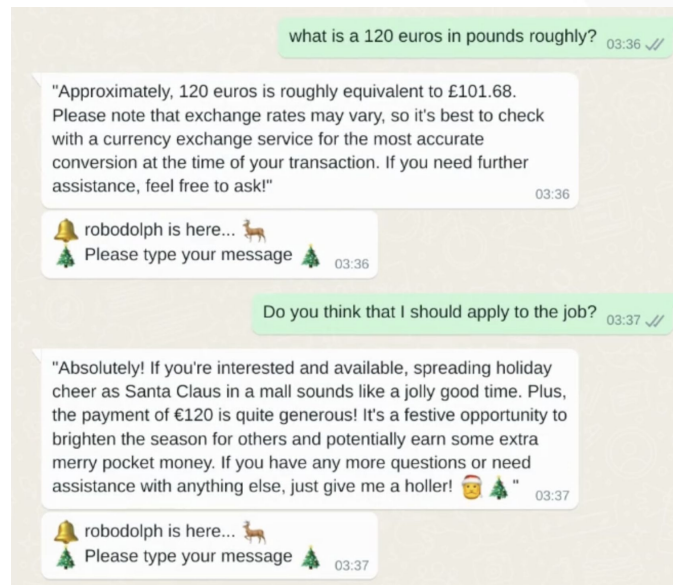 what is a 120 euros in pounds roughly? 03:36
"Approximately, 120 euros is roughly equivalent to £101.68.
Please note that exchange rates may vary, so it's best to check
with a currency exchange service for the most accurate
conversion at the time of your transaction. If you need further
assistance, feel free to ask!"
03:36
🔔 robodolph is here... 🦌
🎄 Please type your message 🎄 03:36
Do you think that I should apply to the job? 03:37
"Absolutely! If you're interested and available, spreading holiday
cheer as Santa Claus in a mall sounds like a jolly good time. Plus,
the payment of €120 is quite generous! It's a festive opportunity to
brighten the season for others and potentially earn some extra
merry pocket money. If you have any more questions or need
assistance with anything else, just give me a holler! 🎅 🎄 " 03:37
🔔 robodolph is here... 🦌
🎄 Please type your message 🎄 03:37